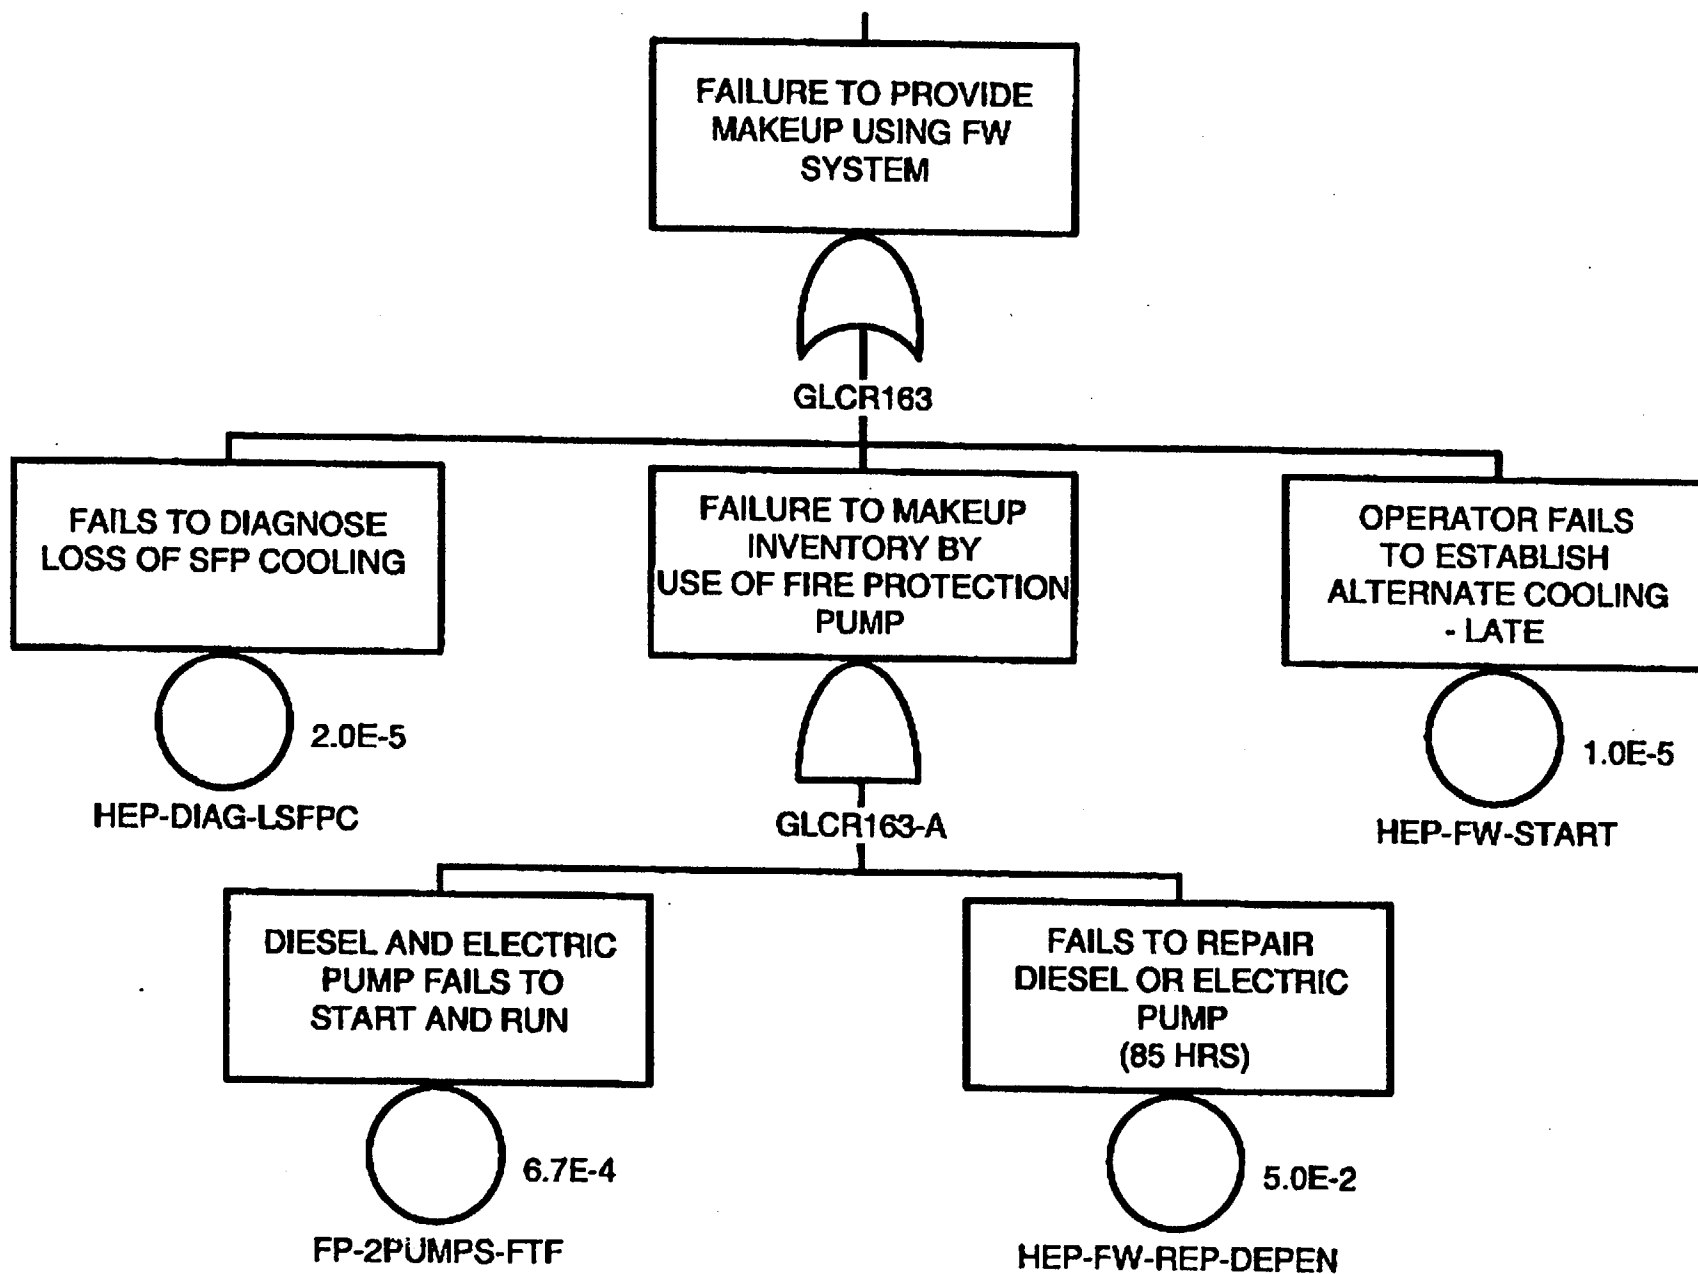 FAILURE TO PROVIDE
MAKEUP USING FW
SYSTEM
GLCR163
FAILS TO DIAGNOSE
LOSS OF SFP COOLING
2.0E-5
HEP-DIAG-LSFPC
FAILURE TO MAKEUP
INVENTORY BY
USE OF FIRE PROTECTION
PUMP
GLCR163-A
OPERATOR FAILS
TO ESTABLISH
ALTERNATE COOLING
- LATE
1.0E-5
HEP-FW-START
DIESEL AND ELECTRIC
PUMP FAILS TO
START AND RUN
6.7E-4
FP-2PUMPS-FTF
FAILS TO REPAIR
DIESEL OR ELECTRIC
PUMP
(85 HRS)
5.0E-2
HEP-FW-REP-DEPEN